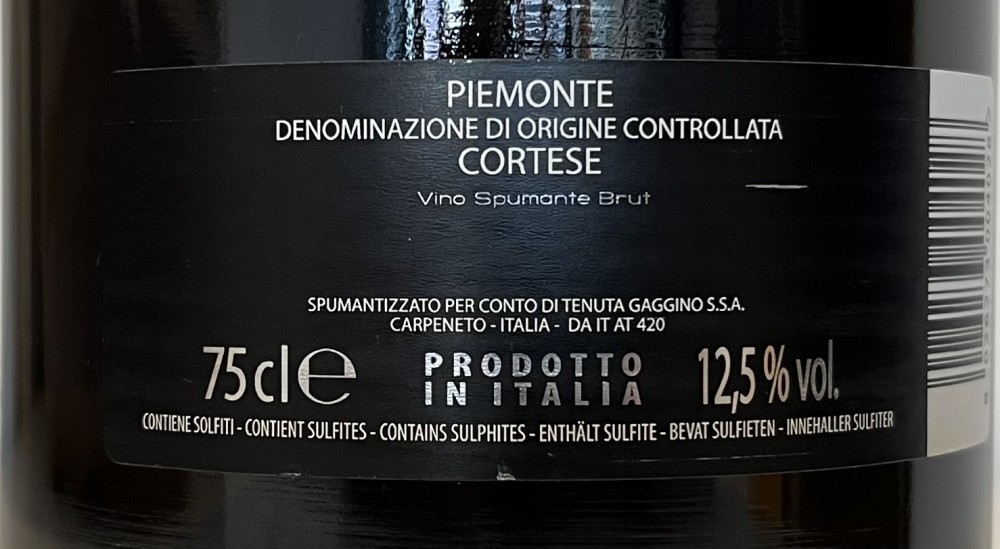 PIEMONTE
DENOMINAZIONE DI ORIGINE CONTROLLATA
CORTESE
Vino Spumante Brut
SPUMANTIZZATO PER CONTO DI TENUTA GAGGINO S.S.A.
CARPENETO - ITALIA - DA IT AT 420
75 cl ℮
PRODOTTO
IN ITALIA
12,5 % vol.
CONTIENE SOLFITI - CONTIENT SULFITES - CONTAINS SULPHITES - ENTHÄLT SULFITE - BEVAT SULFIETEN - INNEHALLER SULFITER